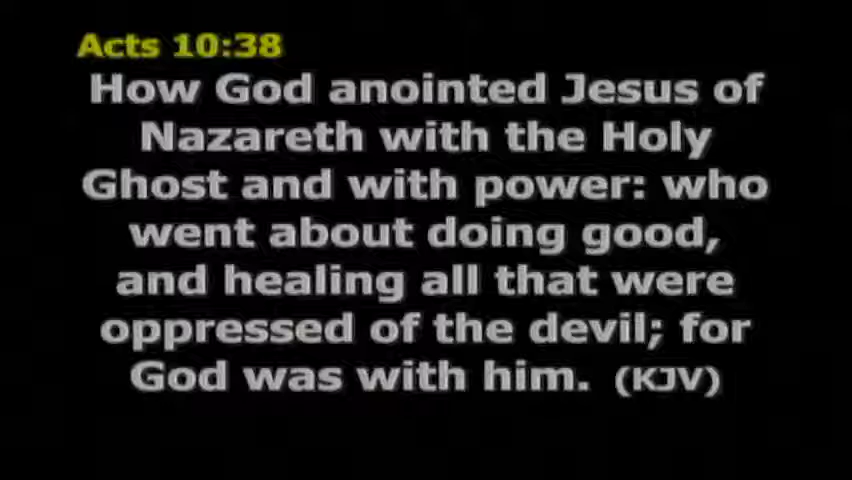 Acts 10:38
How God anointed Jesus of
Nazareth with the Holy
Ghost and with power: who
went about doing good,
and healing all that were
oppressed of the devil; for
God was with him. (KJV)